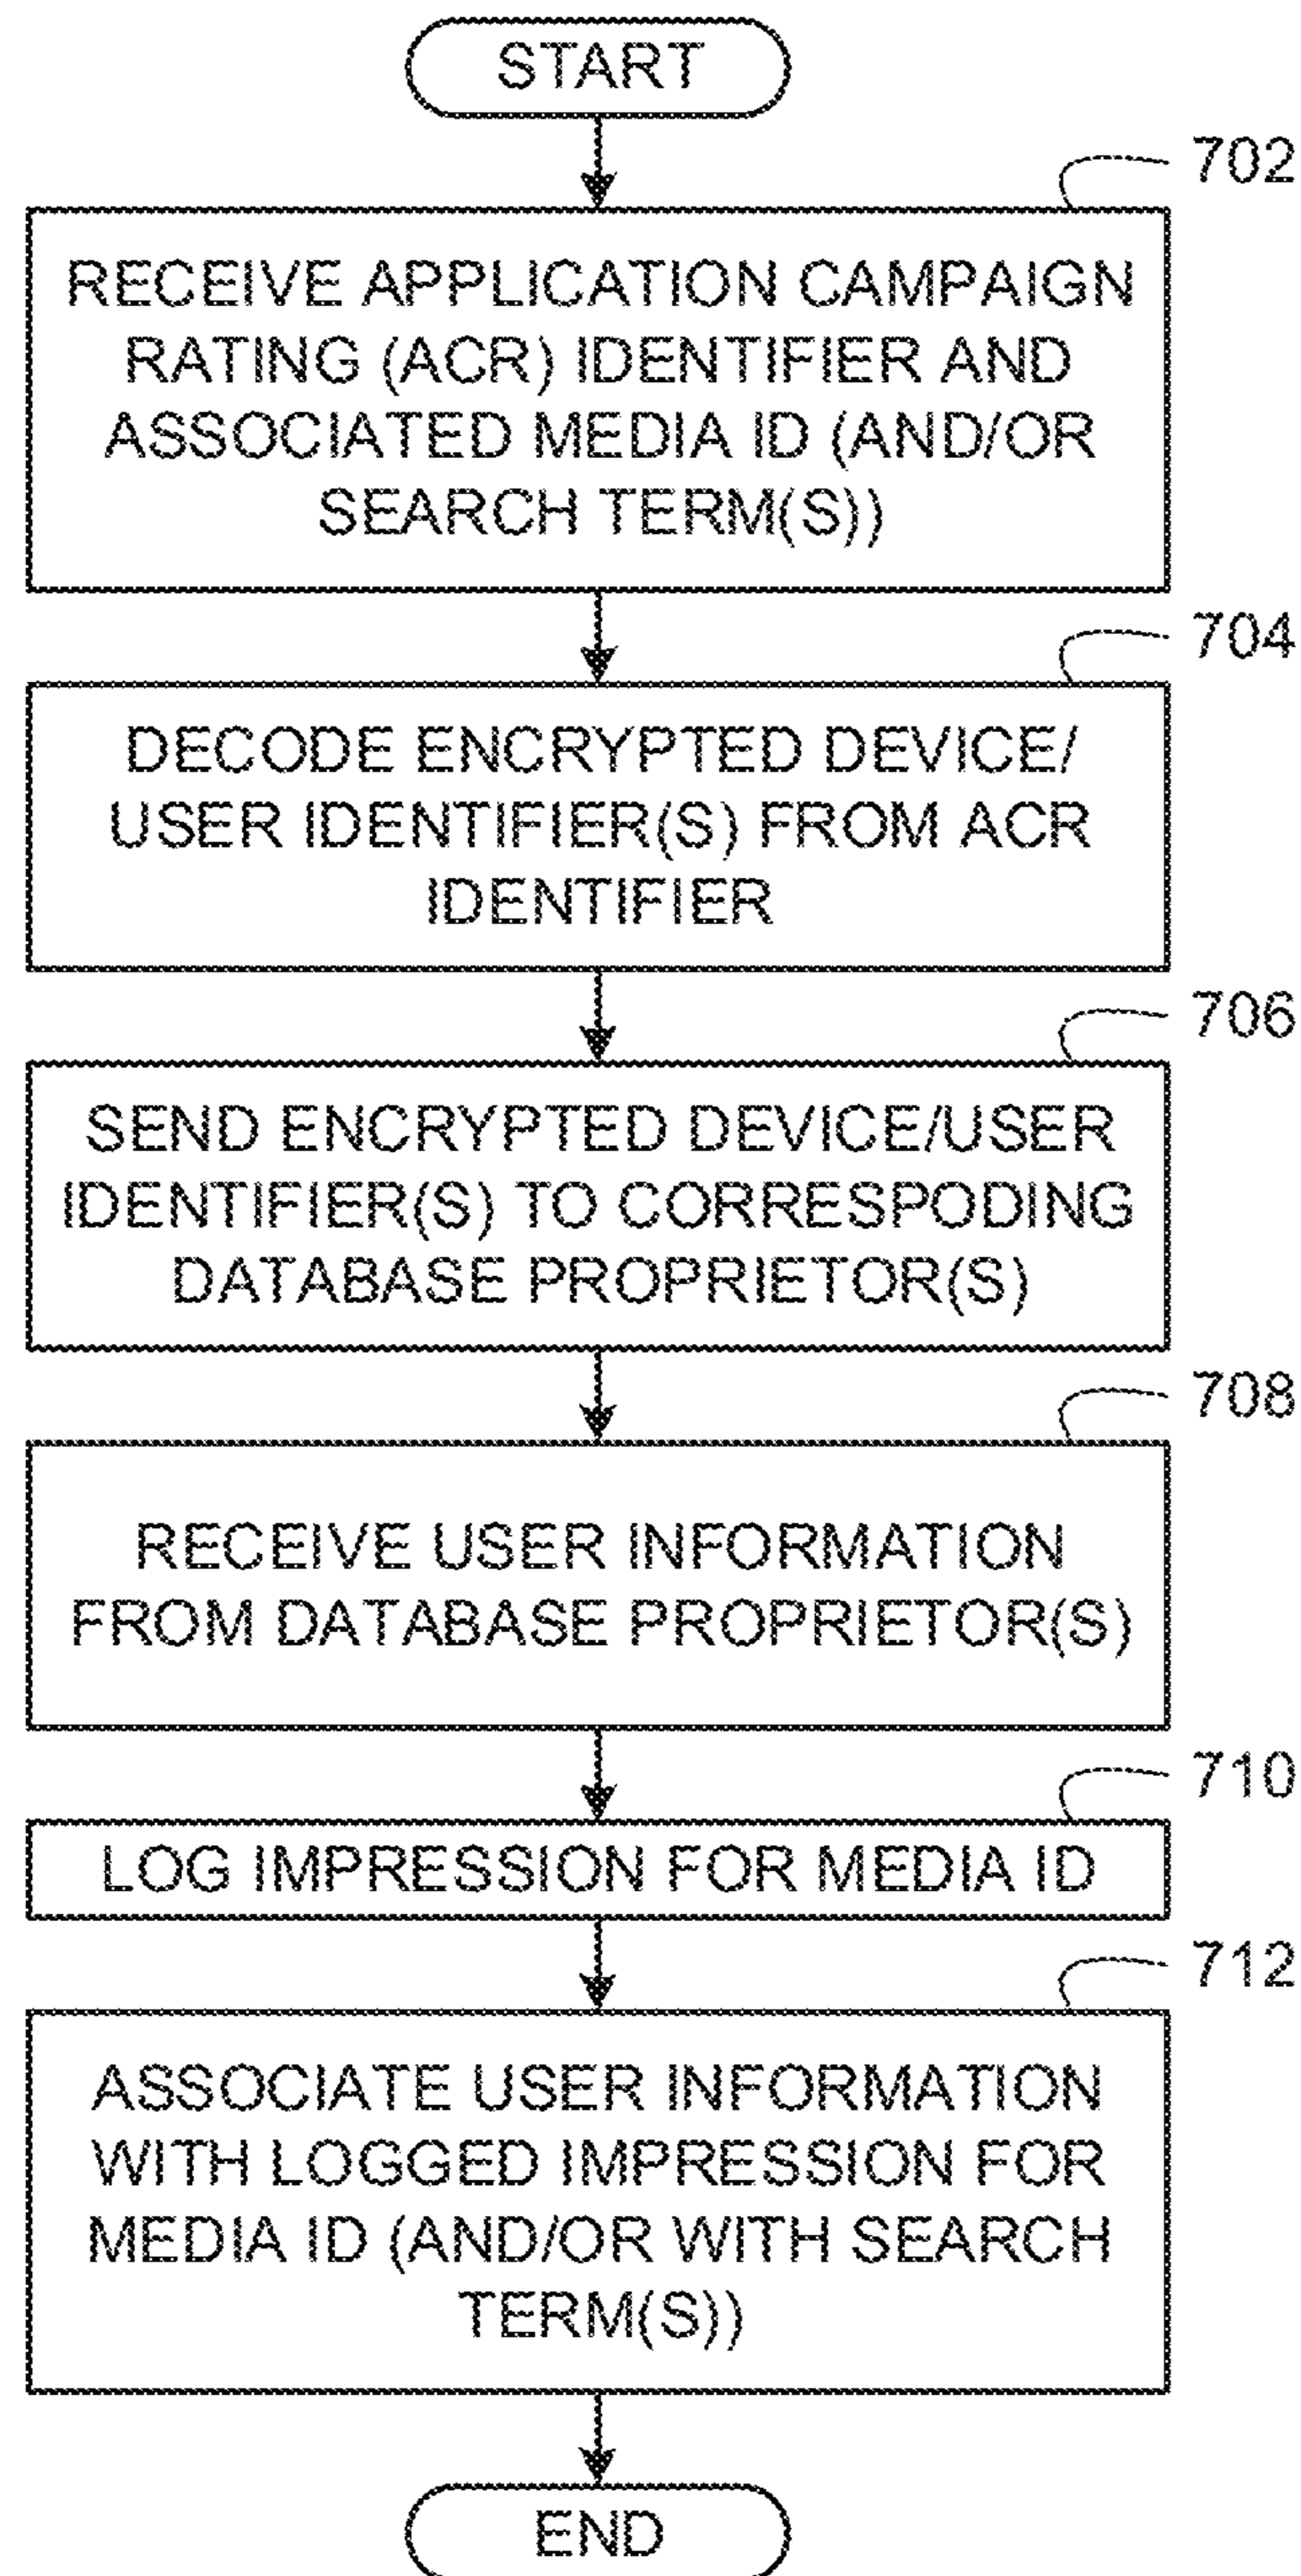 START
702
RECEIVE APPLICATION CAMPAIGN
RATING (ACR) IDENTIFIER AND
ASSOCIATED MEDIA ID (AND/OR
SEARCH TERM(S))
704
DECODE ENCRYPTED DEVICE/
USER IDENTIFIER(S) FROM ACR
IDENTIFIER
706
SEND ENCRYPTED DEVICE/USER
IDENTIFIER(S) TO CORRESPODING
DATABASE PROPRIETOR(S)
708
RECEIVE USER INFORMATION
FROM DATABASE PROPRIETOR(S)
710
LOG IMPRESSION FOR MEDIA ID
712
ASSOCIATE USER INFORMATION
WITH LOGGED IMPRESSION FOR
MEDIA ID (AND/OR WITH SEARCH
TERM(S))
END